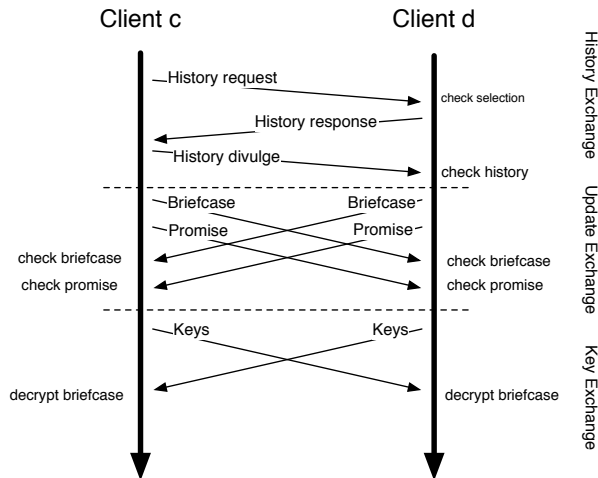 Client c
Client d
History request
check selection
History response
History divulge
check history
History Exchange
Briefcase
Briefcase
Promise
Promise
check briefcase
check briefcase
check promise
check promise
Update Exchange
Keys
Keys
decrypt briefcase
decrypt briefcase
Key Exchange